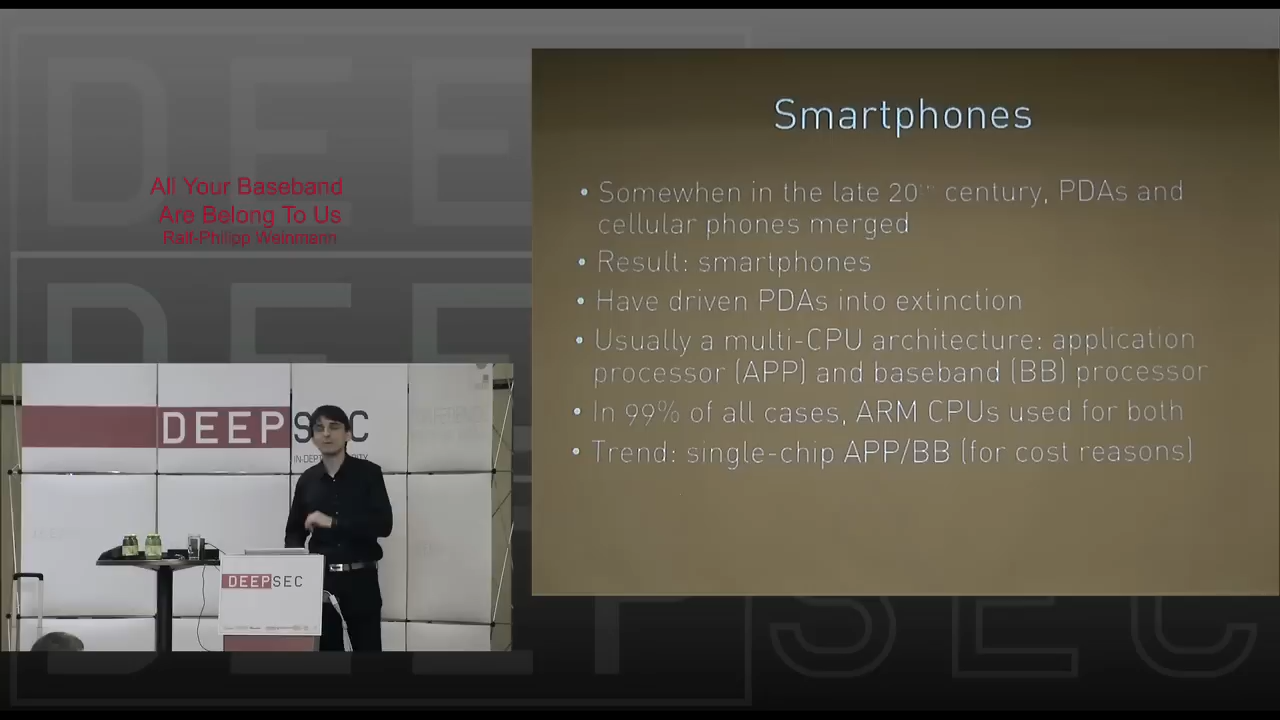 All Your Baseband
Are Belong To Us
Ralf-Philipp Weinmann
Smartphones
• Somewhen in the late 20th century, PDAs and
cellular phones merged
• Result: smartphones
• Have driven PDAs into extinction
• Usually a multi-CPU architecture: application
processor (APP) and baseband (BB) processor
• In 99% of all cases, ARM CPUs used for both
• Trend: single-chip APP/BB (for cost reasons)
DEEPSEC
DEEPSEC
DEEP
DEE
DEEPSEC